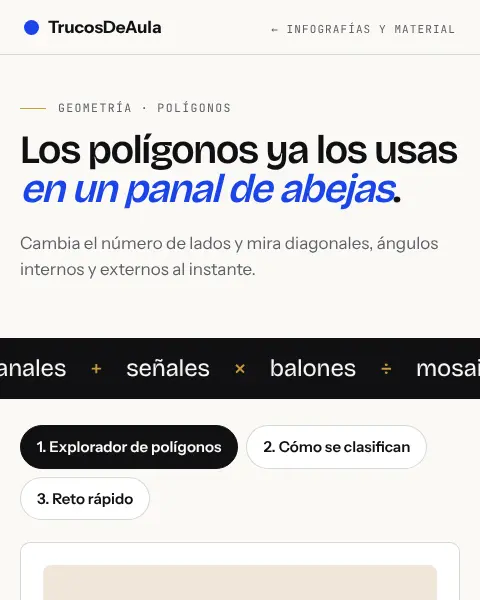 TrucosDeAula
← INFOGRAFÍAS Y MATERIAL
GEOMETRÍA · POLÍGONOS
Los polígonos ya los usas
en un panal de abejas.
Cambia el número de lados y mira diagonales, ángulos
internos y externos al instante.
anales + señales × balones ÷ mosai
1. Explorador de polígonos
2. Cómo se clasifican
3. Reto rápido